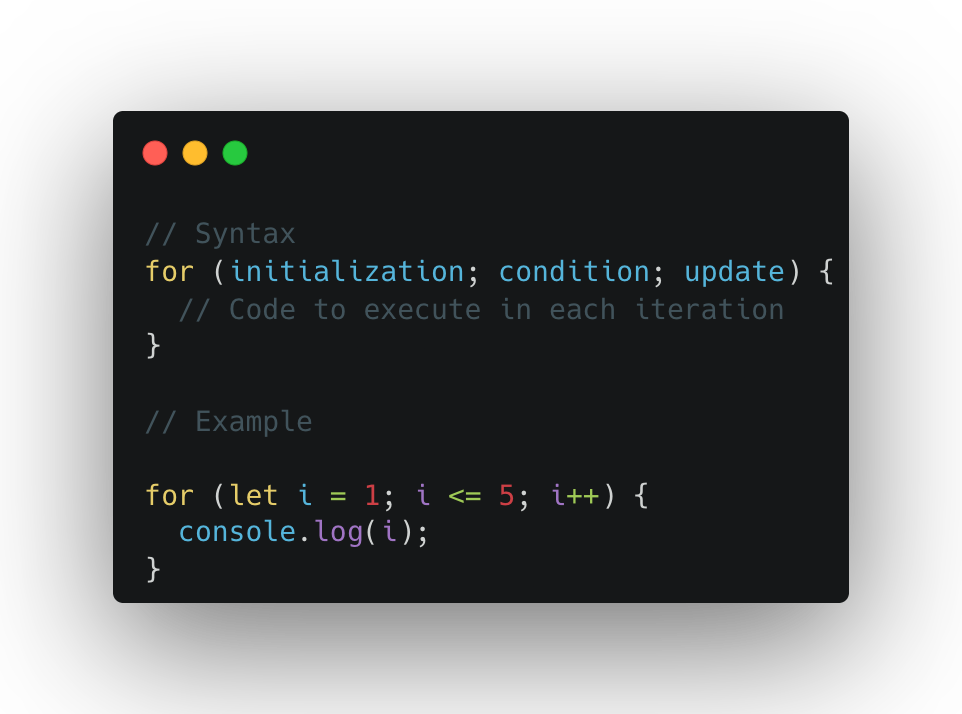 // Syntax
for (initialization; condition; update) {
  // Code to execute in each iteration
}
// Example
for (let i = 1; i <= 5; i++) {
  console.log(i);
}